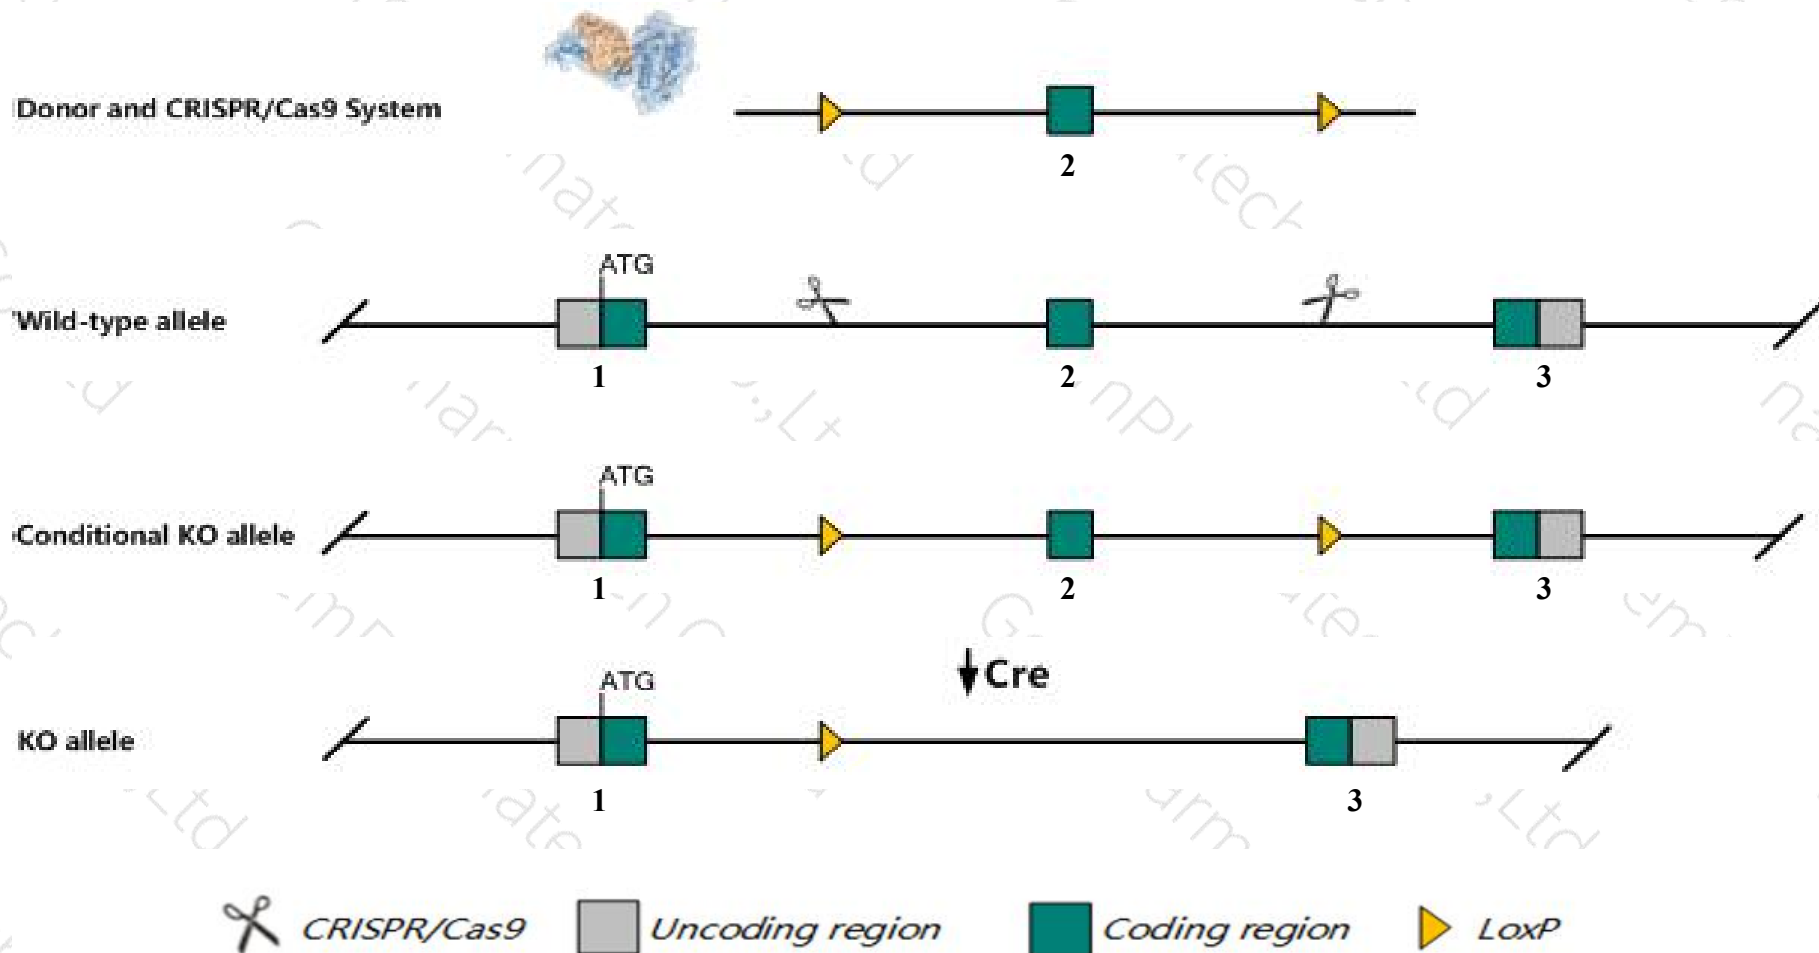 Donor and CRISPR/Cas9 System
2
ATG
Wild-type allele
1 2 3
ATG
Conditional KO allele
1 2 3
Cre
ATG
KO allele
1 3
CRISPR/Cas9 Uncoding region Coding region LoxP